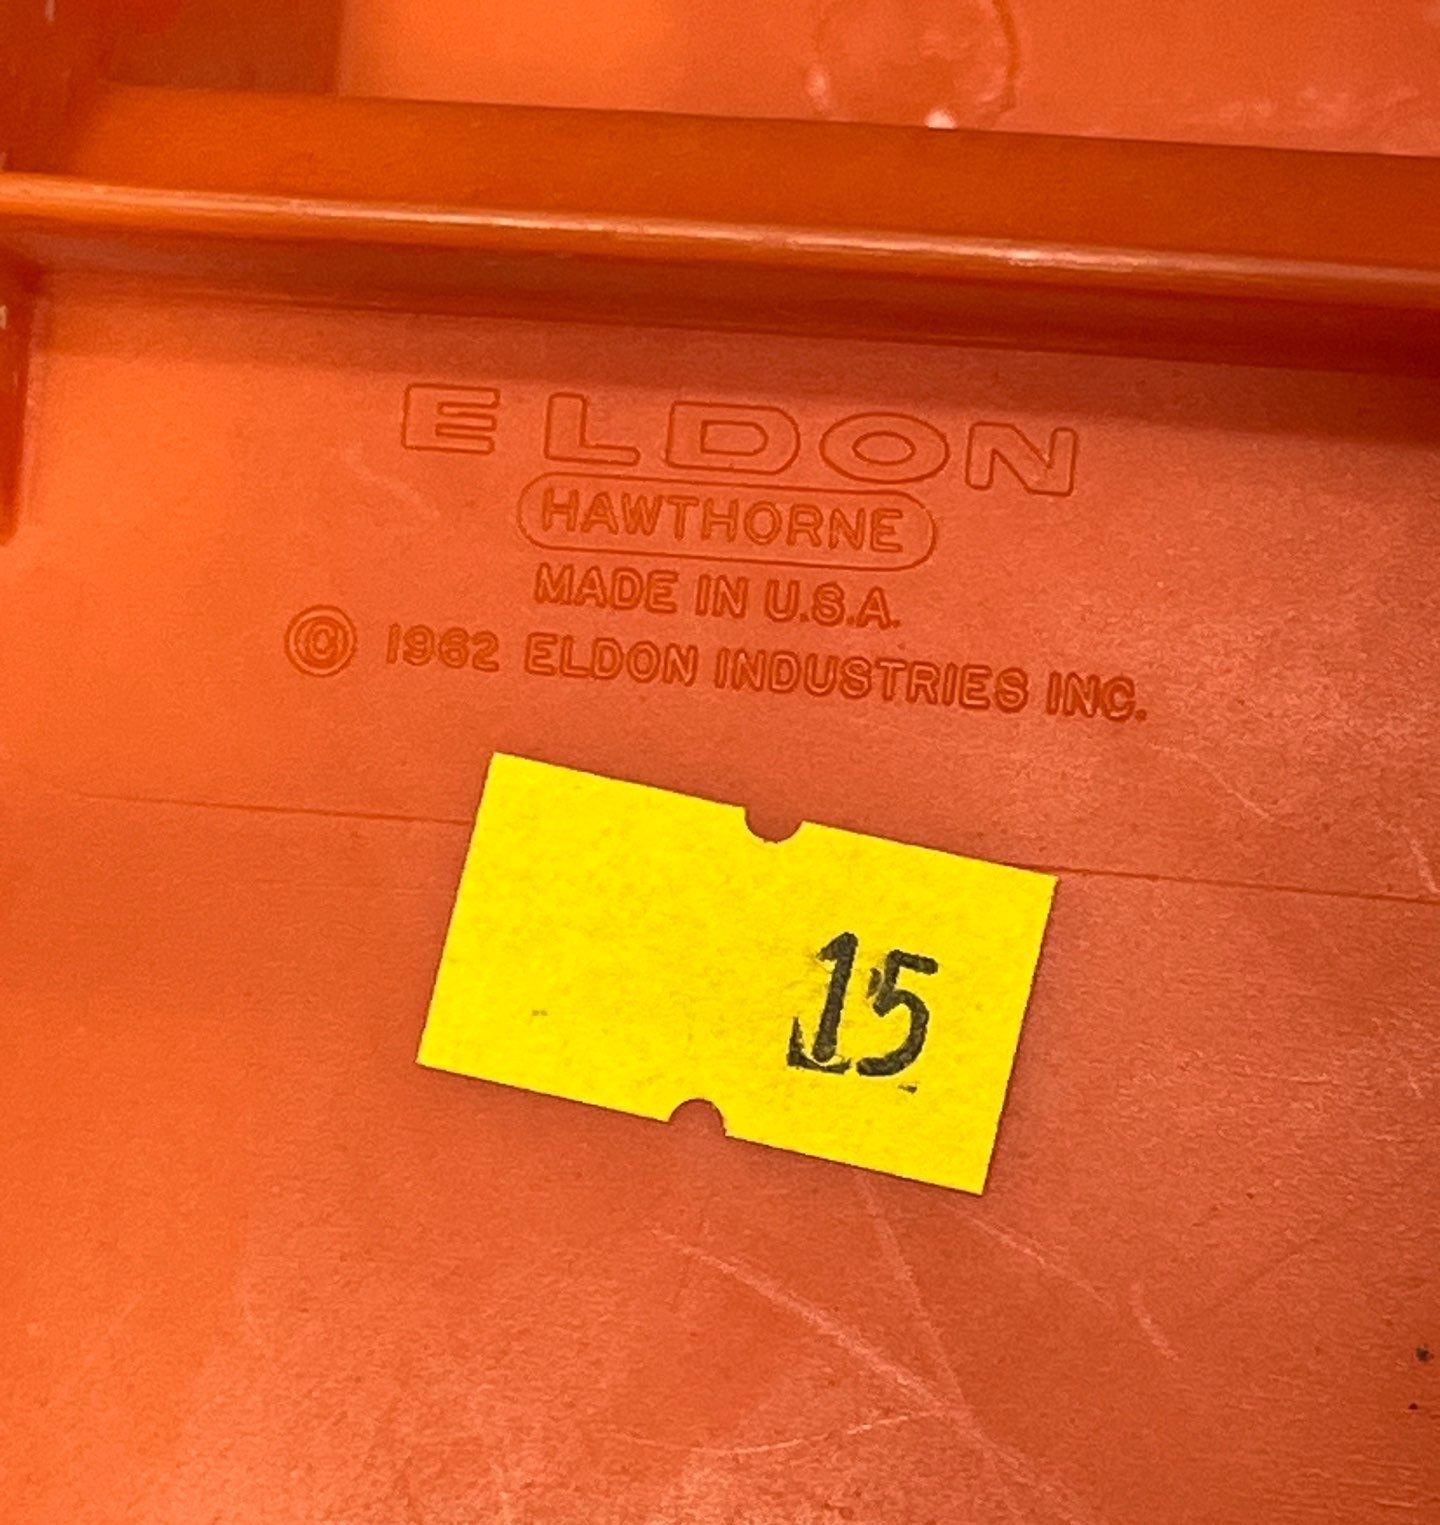 ELDON
HAWTHORNE
MADE IN U.S.A.
© 1962 ELDON INDUSTRIES INC.
15